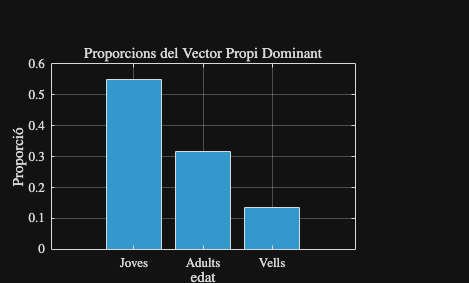 Proporcions del Vector Propi Dominant
0.6
0.5
0.4
0.3
0.2
0.1
0
Proporció
Joves Adults Vells
edat